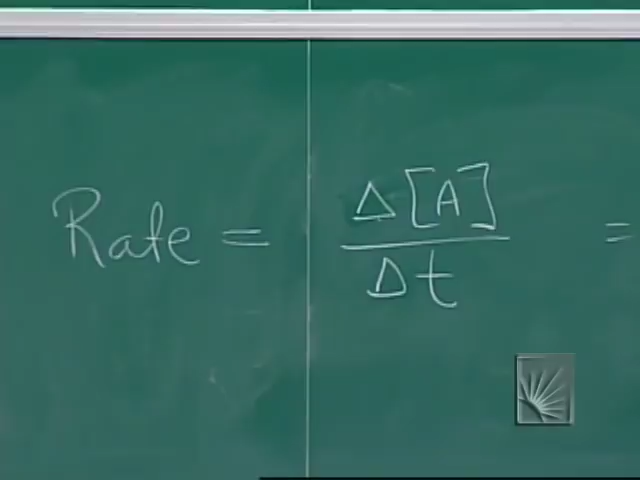 Rate = Δ[A] / Δt =